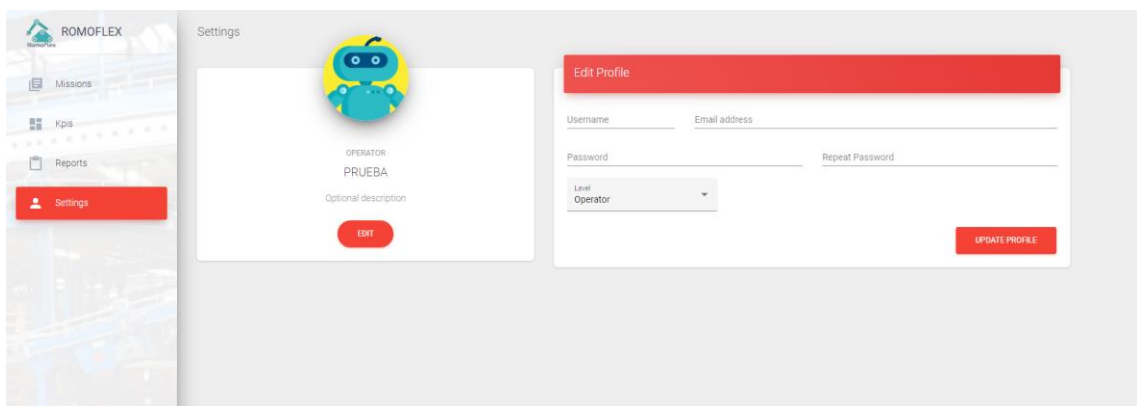 ROMOFLEX
RomoFlex
Missions
Kpis
Reports
Settings
Settings
OPERATOR
PRUEBA
Optional description
EDIT
Edit Profile
Username Email address
Password Repeat Password
Level
Operator
UPDATE PROFILE